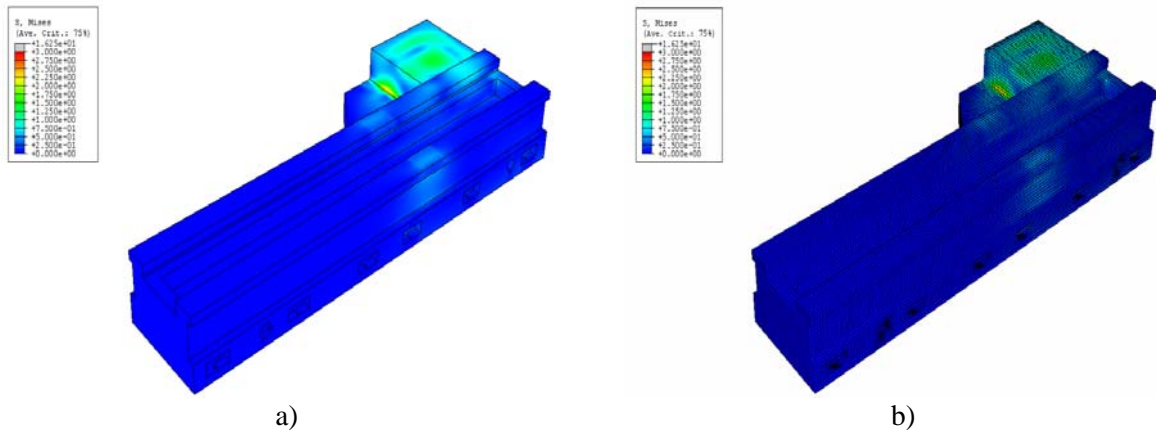 S, Mises
(Ave. Crit.: 75%)
+1.625e+01
+3.000e+00
+2.750e+00
+2.500e+00
+2.250e+00
+2.000e+00
+1.750e+00
+1.500e+00
+1.250e+00
+1.000e+00
+7.500e-01
+5.000e-01
+2.500e-01
+0.000e+00
S, Mises
(Ave. Crit.: 75%)
+1.625e+01
+3.000e+00
+2.750e+00
+2.500e+00
+2.250e+00
+2.000e+00
+1.750e+00
+1.500e+00
+1.250e+00
+1.000e+00
+7.500e-01
+5.000e-01
+2.500e-01
+0.000e+00
a)
b)